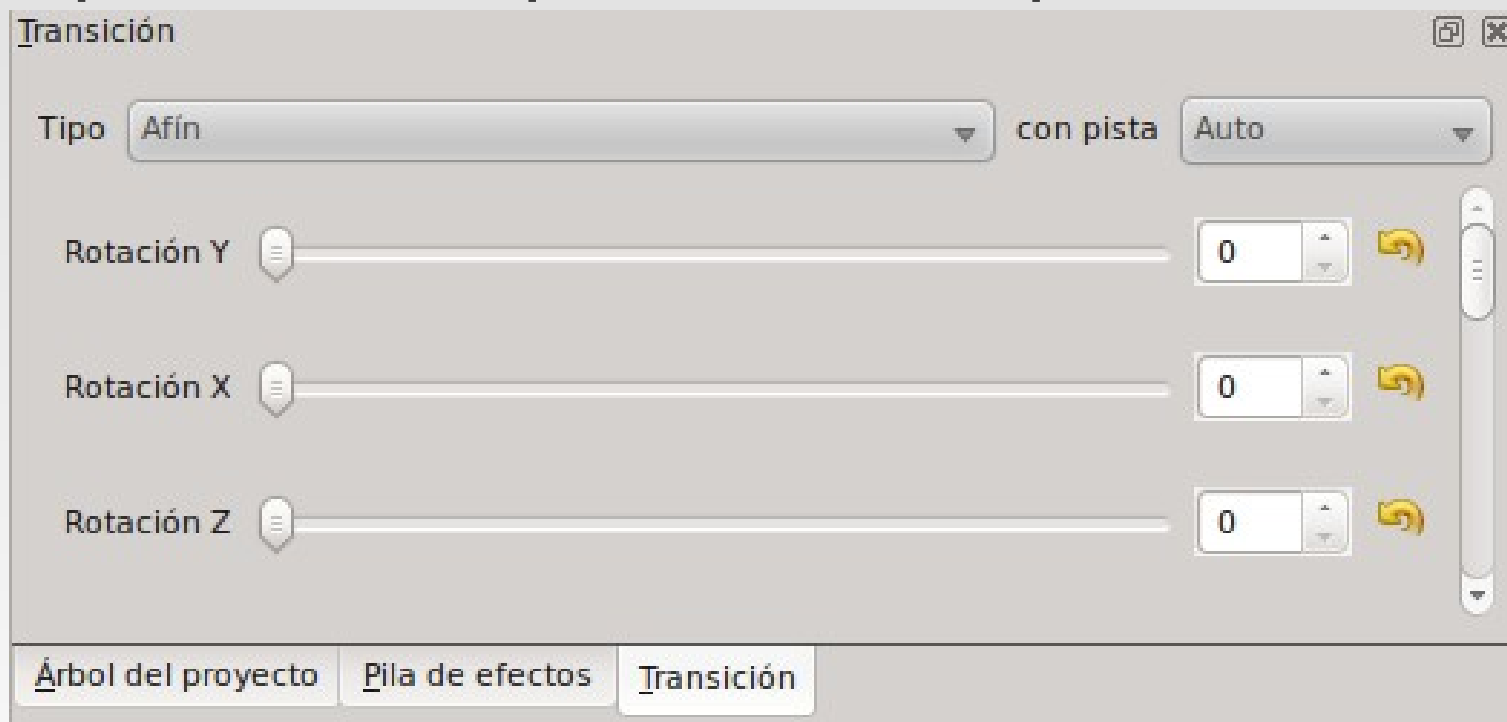 Transición
Tipo Afín con pista Auto
Rotación Y 0
Rotación X 0
Rotación Z 0
Árbol del proyecto Pila de efectos Transición